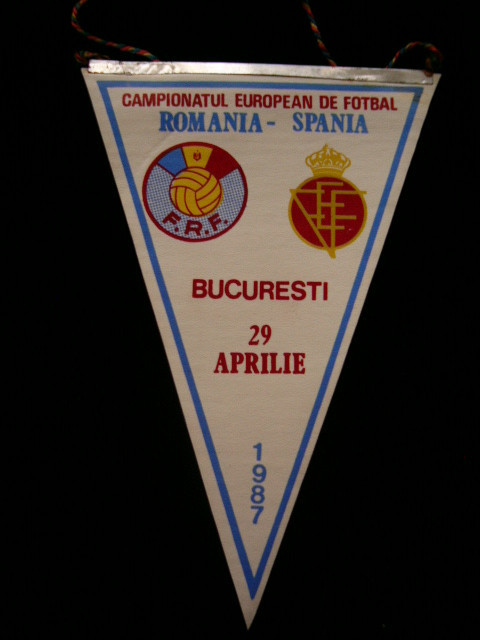 CAMPIONATUL EUROPEAN DE FOTBAL
ROMANIA - SPANIA
F.R.F.
BUCURESTI
29
APRILIE
1987